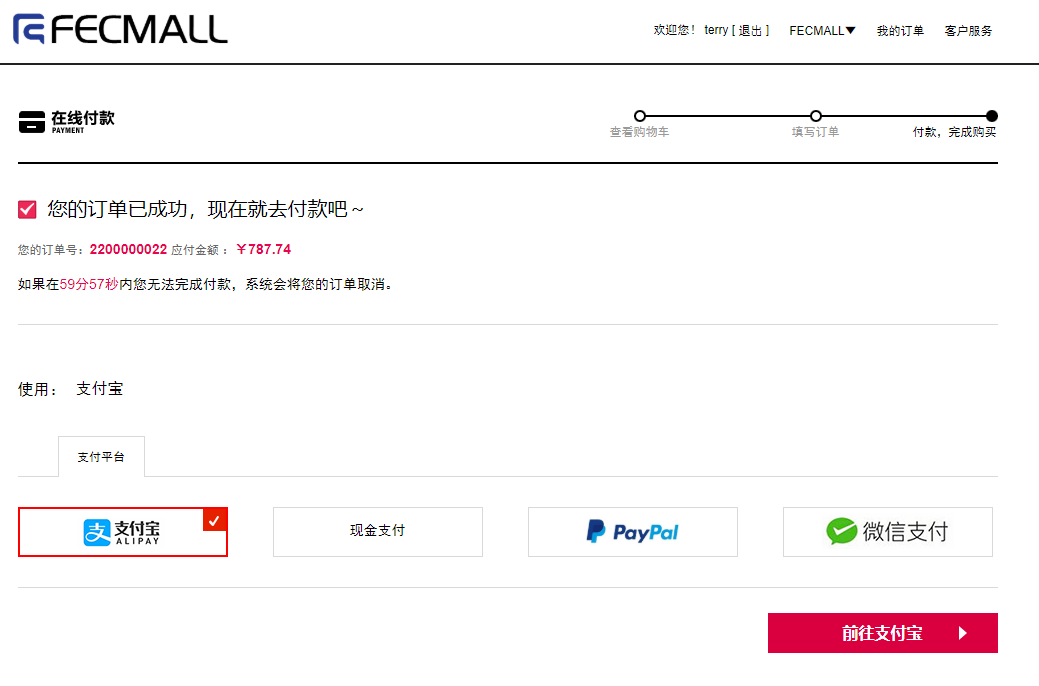 FECMALL
欢迎您！ terry [ 退出 ] FECMALL▼ 我的订单 客户服务
在线付款
PAYMENT
查看购物车 填写订单 付款，完成购买
您的订单已成功，现在就去付款吧～
您的订单号：2200000022 应付金额：￥787.74
如果在59分57秒内您无法完成付款，系统会将您的订单取消。
使用： 支付宝
支付平台
支 支付宝
ALIPAY
现金支付
PayPal
微信支付
前往支付宝